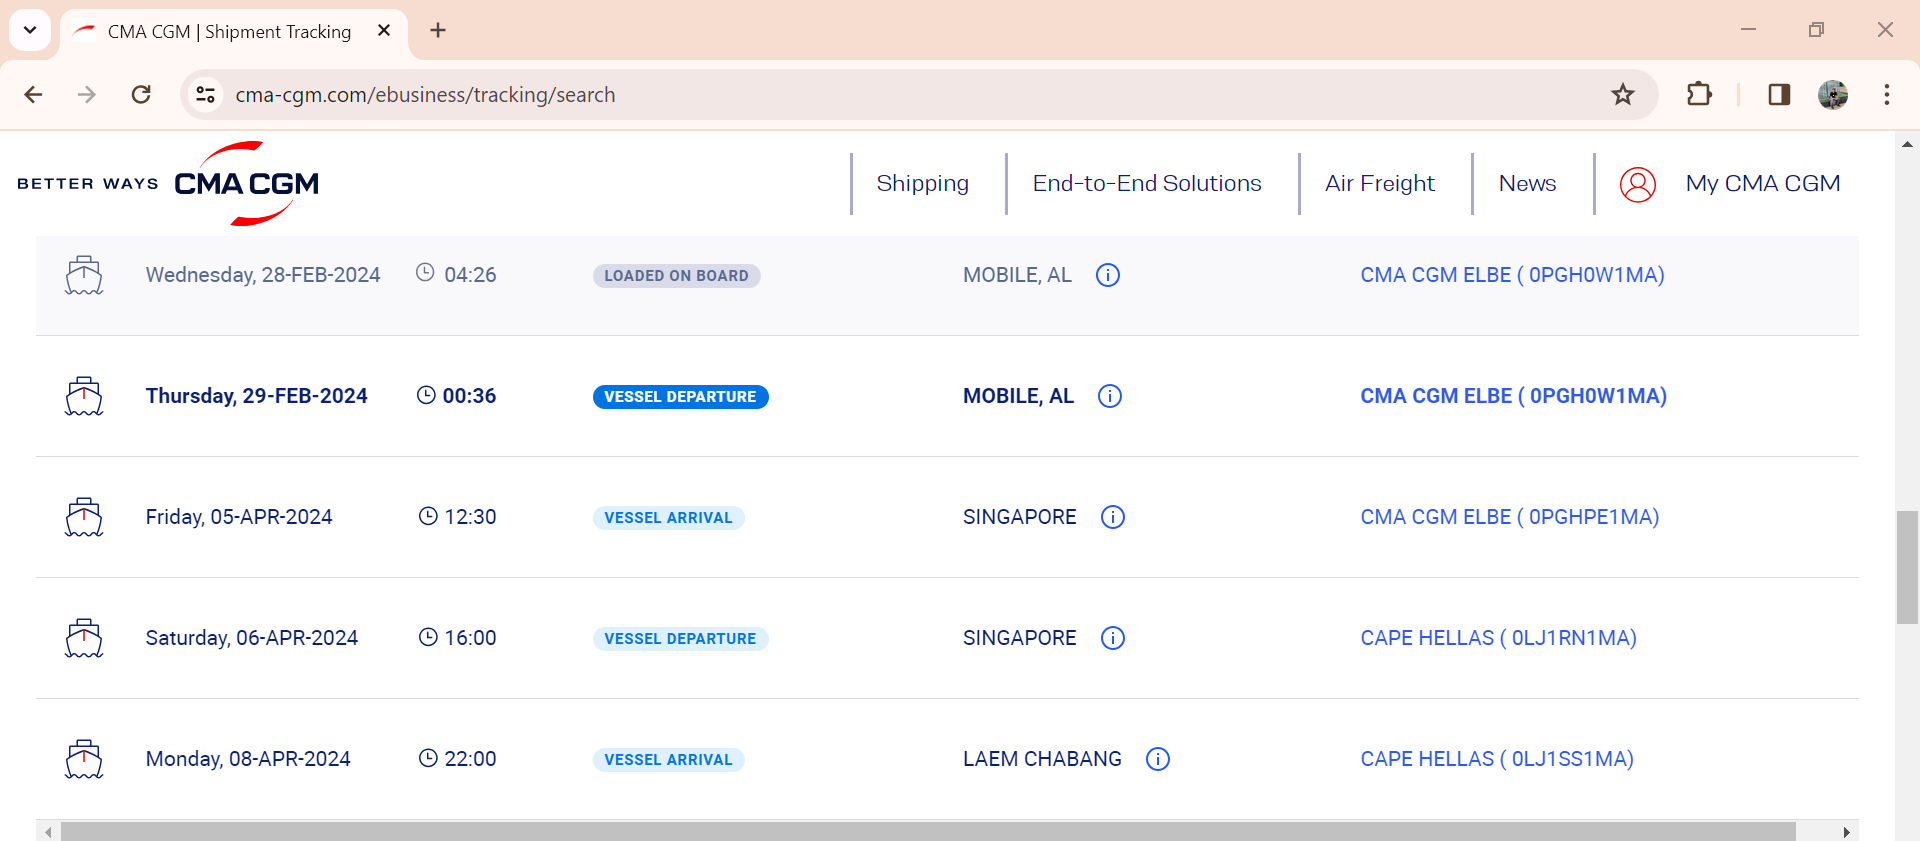 CMA CGM | Shipment Tracking
cma-cgm.com/ebusiness/tracking/search
BETTER WAYS CMA CGM
Shipping End-to-End Solutions Air Freight News My CMA CGM
Wednesday, 28-FEB-2024 04:26 LOADED ON BOARD MOBILE, AL CMA CGM ELBE ( 0PGH0W1MA)
Thursday, 29-FEB-2024 00:36 VESSEL DEPARTURE MOBILE, AL CMA CGM ELBE ( 0PGH0W1MA)
Friday, 05-APR-2024 12:30 VESSEL ARRIVAL SINGAPORE CMA CGM ELBE ( 0PGHPE1MA)
Saturday, 06-APR-2024 16:00 VESSEL DEPARTURE SINGAPORE CAPE HELLAS ( 0LJ1RN1MA)
Monday, 08-APR-2024 22:00 VESSEL ARRIVAL LAEM CHABANG CAPE HELLAS ( 0LJ1SS1MA)